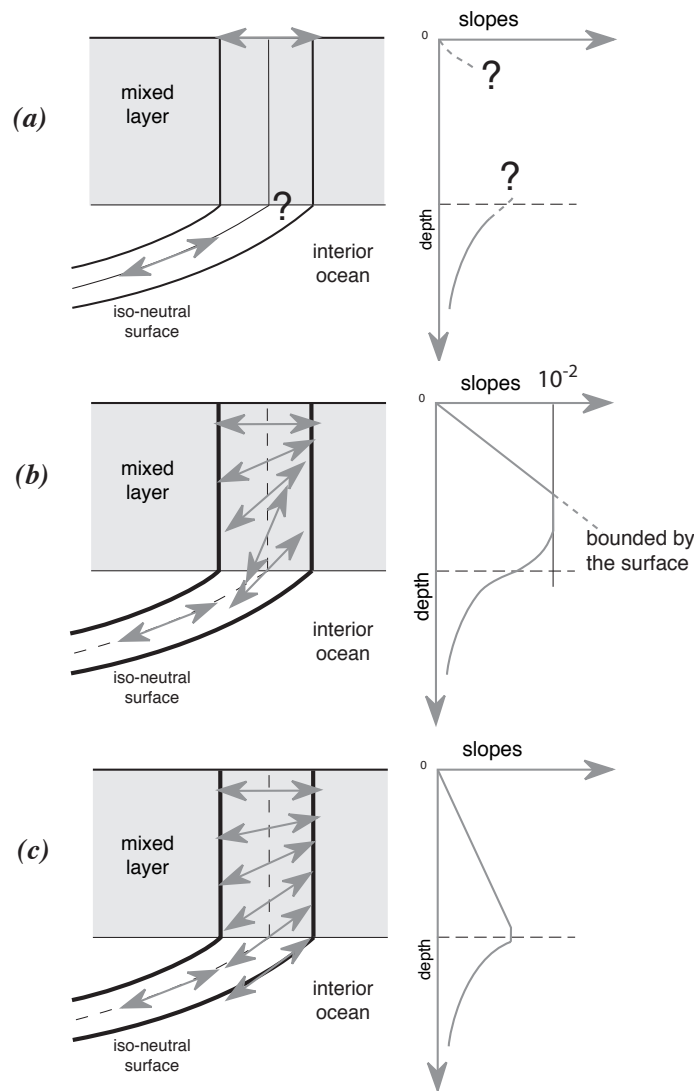 (a)
mixed
layer
?
interior
ocean
iso-neutral
surface
slopes
0
?
?
depth
(b)
mixed
layer
interior
ocean
iso-neutral
surface
slopes
10-2
0
bounded by
the surface
depth
(c)
mixed
layer
interior
ocean
iso-neutral
surface
slopes
0
depth